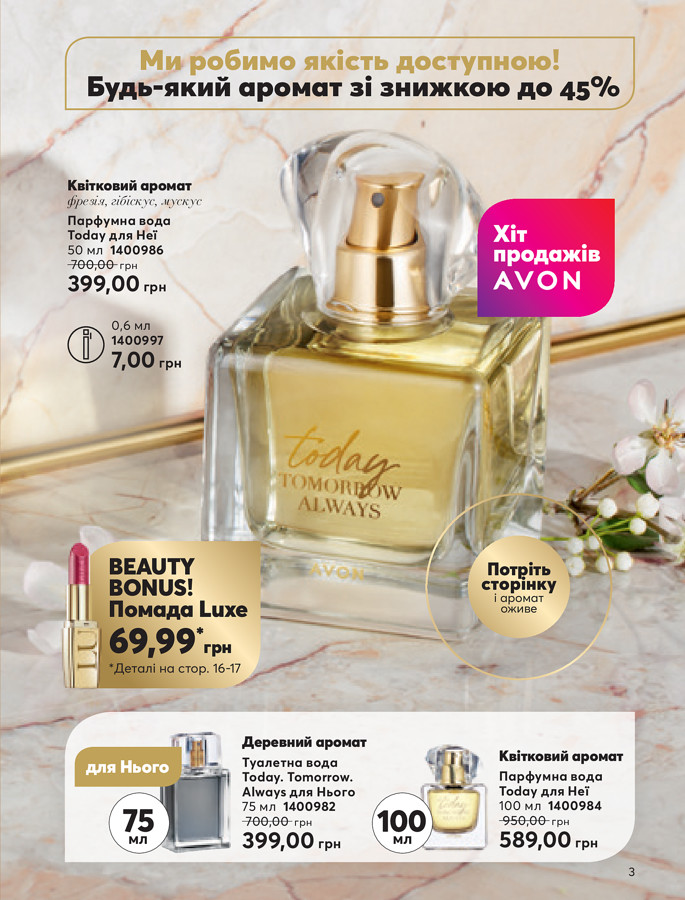 Ми робимо якість доступною!
Будь-який аромат зі знижкою до 45%
Квітковий аромат
фрезія, гібіскус, мускус
Парфумна вода
Today для Неї
50 мл 1400986
700,00 грн
399,00 грн
0,6 мл
1400997
7,00 грн
Хіт
продажів
AVON
today
TOMORROW
ALWAYS
AVON
BEAUTY
BONUS!
Помада Luxe
69,99* грн
*Деталі на стор. 16-17
LU
Потріть
сторінку
і аромат
оживе
для Нього
75
мл
Деревний аромат
Туалетна вода
Today. Tomorrow.
Always для Нього
75 мл 1400982
700,00 грн
399,00 грн
100
мл
today
Квітковий аромат
Парфумна вода
Today для Неї
100 мл 1400984
950,00 грн
589,00 грн
3